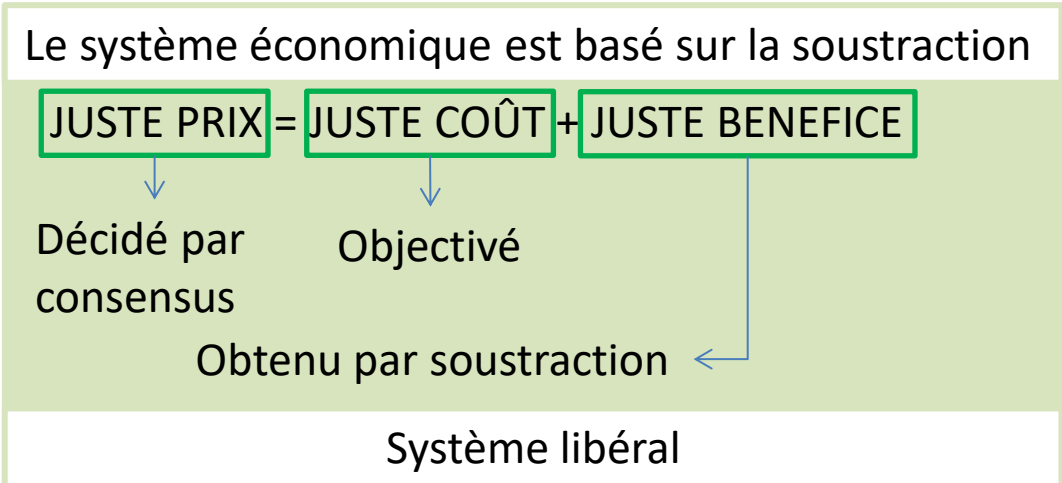 Le système économique est basé sur la soustraction
JUSTE PRIX = JUSTE COÛT + JUSTE BENEFICE
Décidé par
consensus
Objectivé
Obtenu par soustraction
Système libéral